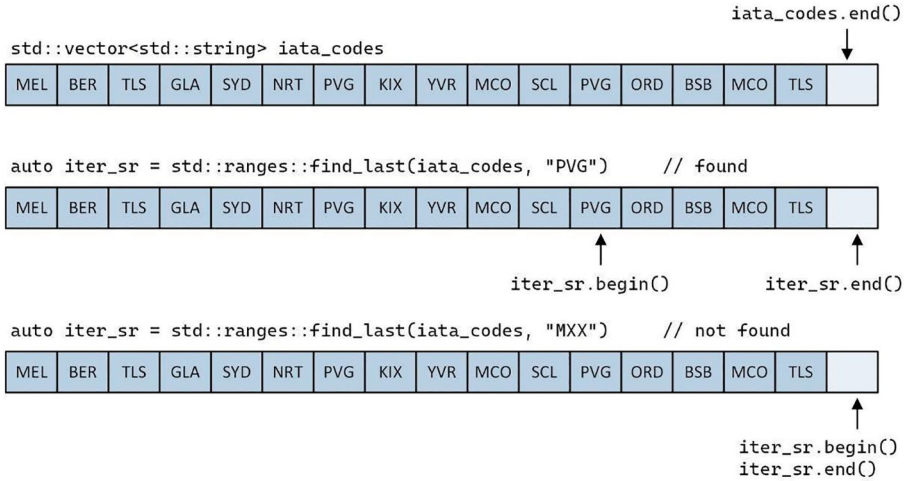 iata_codes.end()
std::vector<std::string> iata_codes
MEL BER TLS GLA SYD NRT PVG KIX YVR MCO SCL PVG ORD BSB MCO TLS
auto iter_sr = std::ranges::find_last(iata_codes, "PVG") // found
MEL BER TLS GLA SYD NRT PVG KIX YVR MCO SCL PVG ORD BSB MCO TLS
iter_sr.begin() iter_sr.end()
auto iter_sr = std::ranges::find_last(iata_codes, "MXX") // not found
MEL BER TLS GLA SYD NRT PVG KIX YVR MCO SCL PVG ORD BSB MCO TLS
iter_sr.begin()
iter_sr.end()